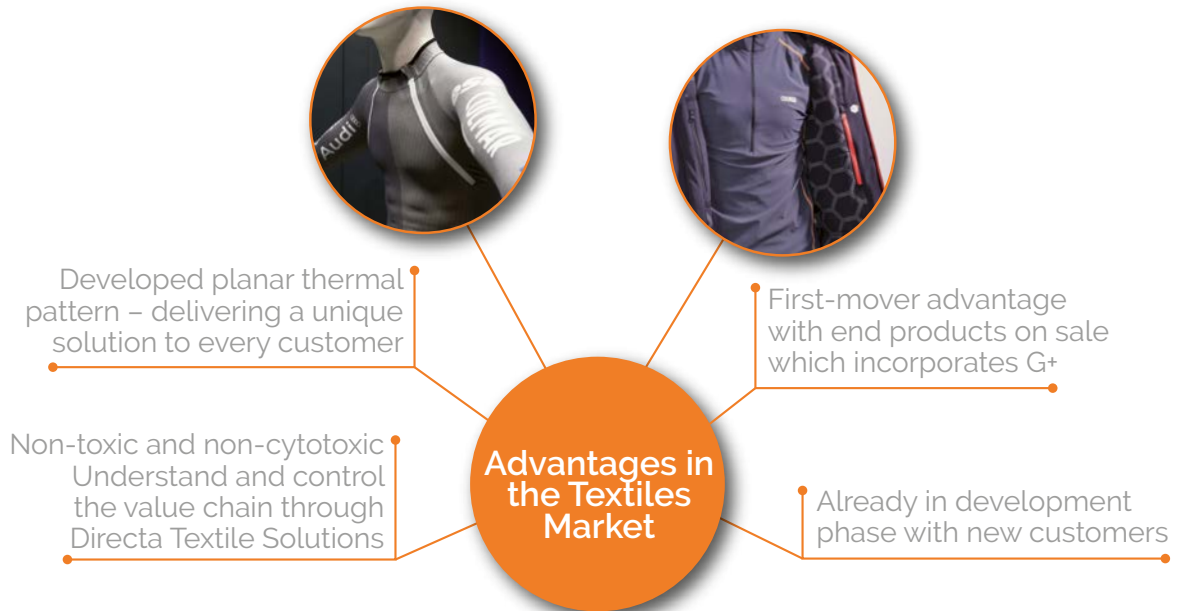 Audi
COLMAR
Developed planar thermal
pattern – delivering a unique
solution to every customer
First-mover advantage
with end products on sale
which incorporates G+
Non-toxic and non-cytotoxic
Understand and control
the value chain through
Directa Textile Solutions
Advantages in
the Textiles
Market
Already in development
phase with new customers